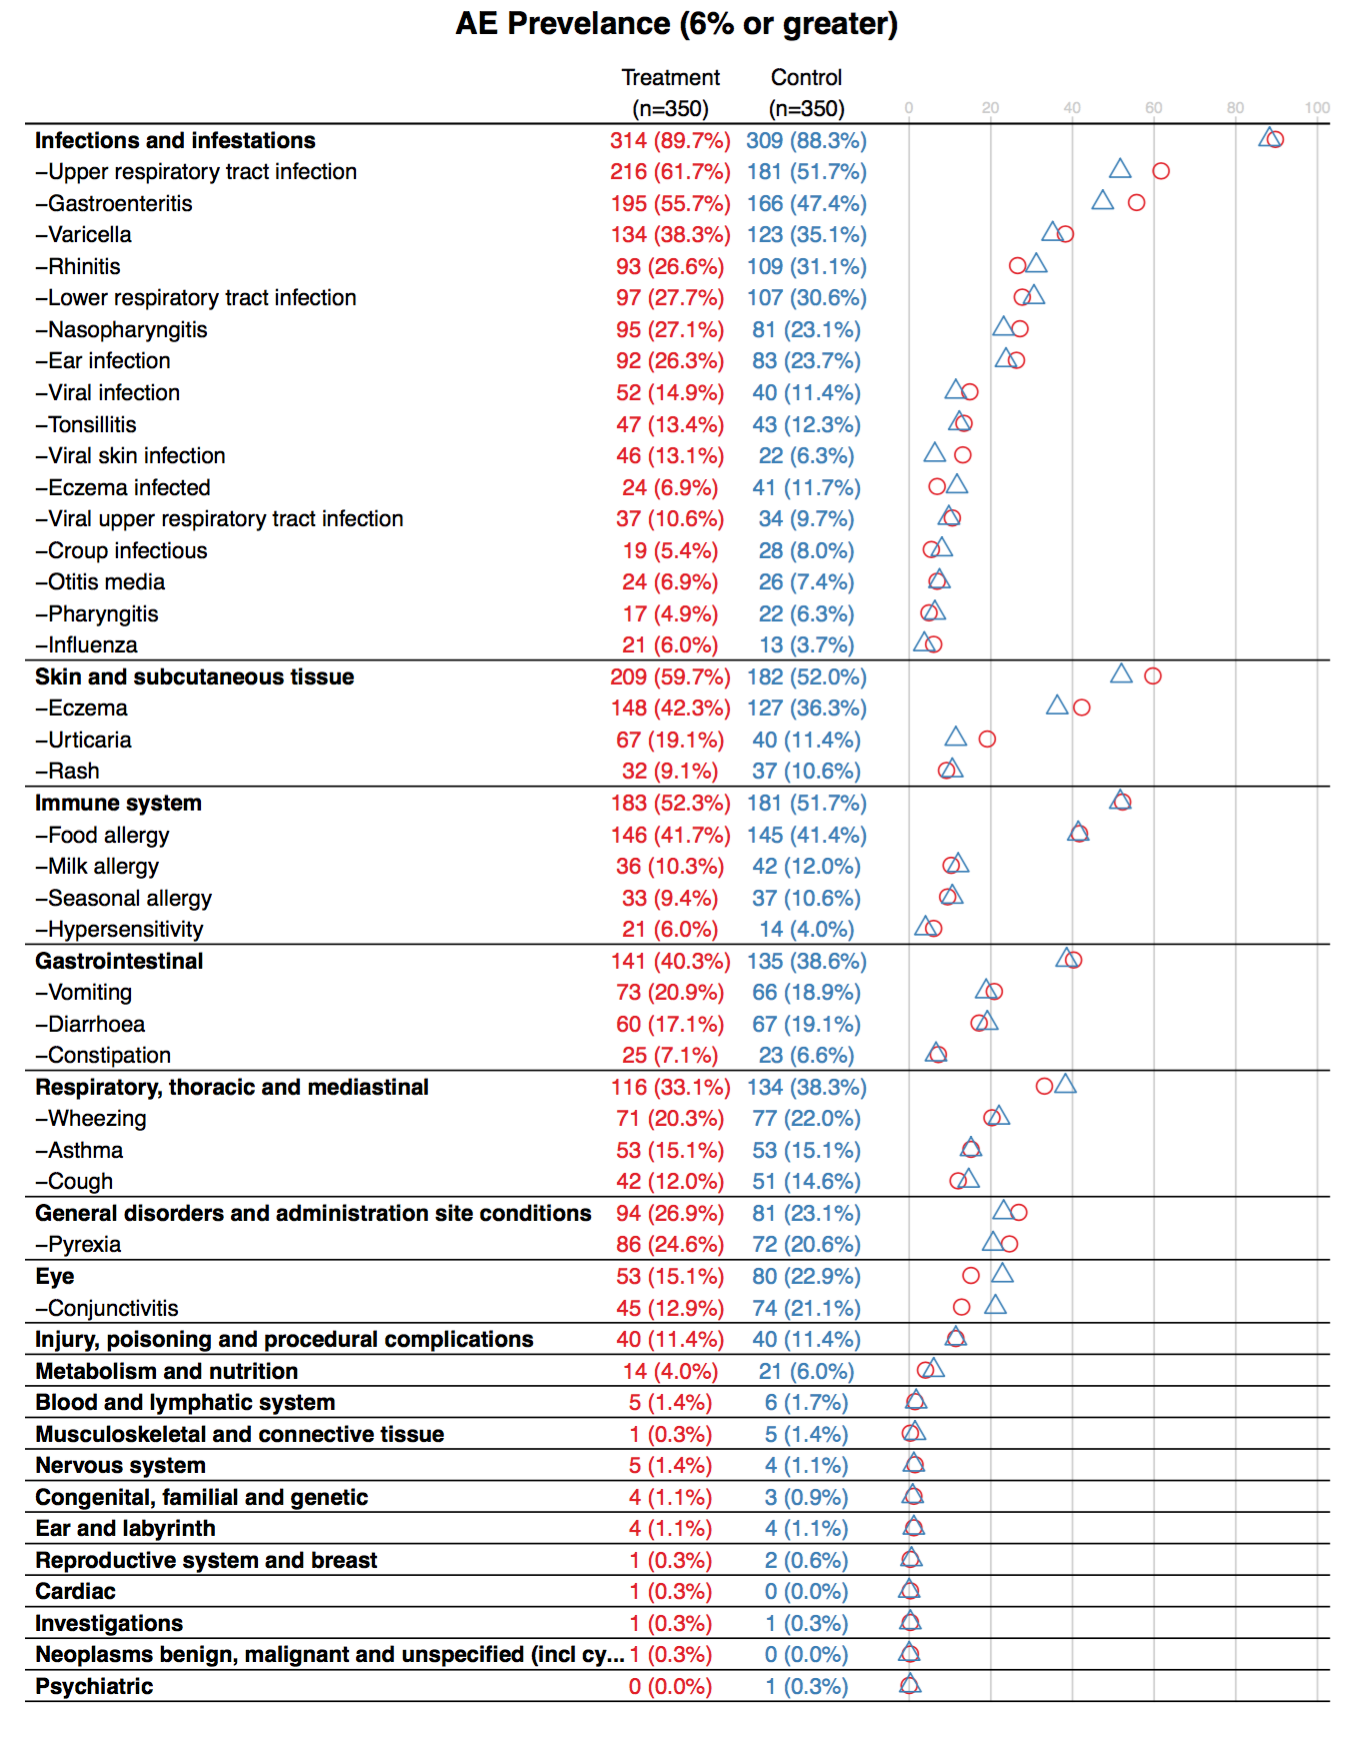 AE Prevelance (6% or greater)
Treatment Control
(n=350) (n=350) 0 20 40 60 80 100
Infections and infestations 314 (89.7%) 309 (88.3%)
–Upper respiratory tract infection 216 (61.7%) 181 (51.7%)
–Gastroenteritis 195 (55.7%) 166 (47.4%)
–Varicella 134 (38.3%) 123 (35.1%)
–Rhinitis 93 (26.6%) 109 (31.1%)
–Lower respiratory tract infection 97 (27.7%) 107 (30.6%)
–Nasopharyngitis 95 (27.1%) 81 (23.1%)
–Ear infection 92 (26.3%) 83 (23.7%)
–Viral infection 52 (14.9%) 40 (11.4%)
–Tonsillitis 47 (13.4%) 43 (12.3%)
–Viral skin infection 46 (13.1%) 22 (6.3%)
–Eczema infected 24 (6.9%) 41 (11.7%)
–Viral upper respiratory tract infection 37 (10.6%) 34 (9.7%)
–Croup infectious 19 (5.4%) 28 (8.0%)
–Otitis media 24 (6.9%) 26 (7.4%)
–Pharyngitis 17 (4.9%) 22 (6.3%)
–Influenza 21 (6.0%) 13 (3.7%)
Skin and subcutaneous tissue 209 (59.7%) 182 (52.0%)
–Eczema 148 (42.3%) 127 (36.3%)
–Urticaria 67 (19.1%) 40 (11.4%)
–Rash 32 (9.1%) 37 (10.6%)
Immune system 183 (52.3%) 181 (51.7%)
–Food allergy 146 (41.7%) 145 (41.4%)
–Milk allergy 36 (10.3%) 42 (12.0%)
–Seasonal allergy 33 (9.4%) 37 (10.6%)
–Hypersensitivity 21 (6.0%) 14 (4.0%)
Gastrointestinal 141 (40.3%) 135 (38.6%)
–Vomiting 73 (20.9%) 66 (18.9%)
–Diarrhoea 60 (17.1%) 67 (19.1%)
–Constipation 25 (7.1%) 23 (6.6%)
Respiratory, thoracic and mediastinal 116 (33.1%) 134 (38.3%)
–Wheezing 71 (20.3%) 77 (22.0%)
–Asthma 53 (15.1%) 53 (15.1%)
–Cough 42 (12.0%) 51 (14.6%)
General disorders and administration site conditions 94 (26.9%) 81 (23.1%)
–Pyrexia 86 (24.6%) 72 (20.6%)
Eye 53 (15.1%) 80 (22.9%)
–Conjunctivitis 45 (12.9%) 74 (21.1%)
Injury, poisoning and procedural complications 40 (11.4%) 40 (11.4%)
Metabolism and nutrition 14 (4.0%) 21 (6.0%)
Blood and lymphatic system 5 (1.4%) 6 (1.7%)
Musculoskeletal and connective tissue 1 (0.3%) 5 (1.4%)
Nervous system 5 (1.4%) 4 (1.1%)
Congenital, familial and genetic 4 (1.1%) 3 (0.9%)
Ear and labyrinth 4 (1.1%) 4 (1.1%)
Reproductive system and breast 1 (0.3%) 2 (0.6%)
Cardiac 1 (0.3%) 0 (0.0%)
Investigations 1 (0.3%) 1 (0.3%)
Neoplasms benign, malignant and unspecified (incl cy... 1 (0.3%) 0 (0.0%)
Psychiatric 0 (0.0%) 1 (0.3%)